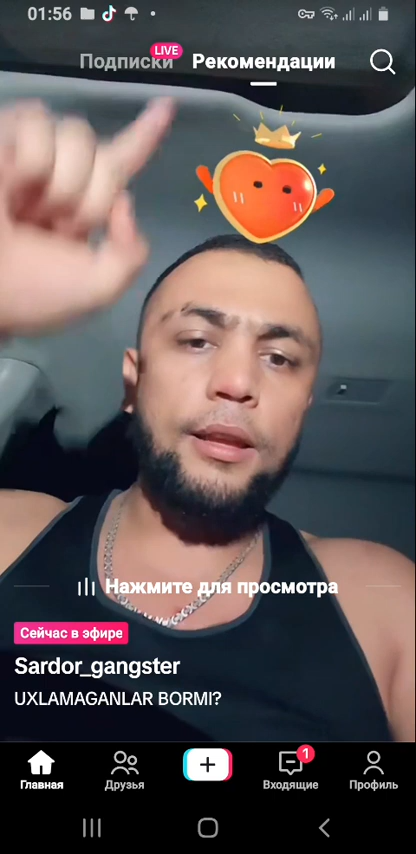 01:56
LIVE
Подписки Рекомендации
Нажмите для просмотра
Сейчас в эфире
Sardor_gangster
UXLAMAGANLAR BORMI?
1
Главная Друзья Входящие Профиль